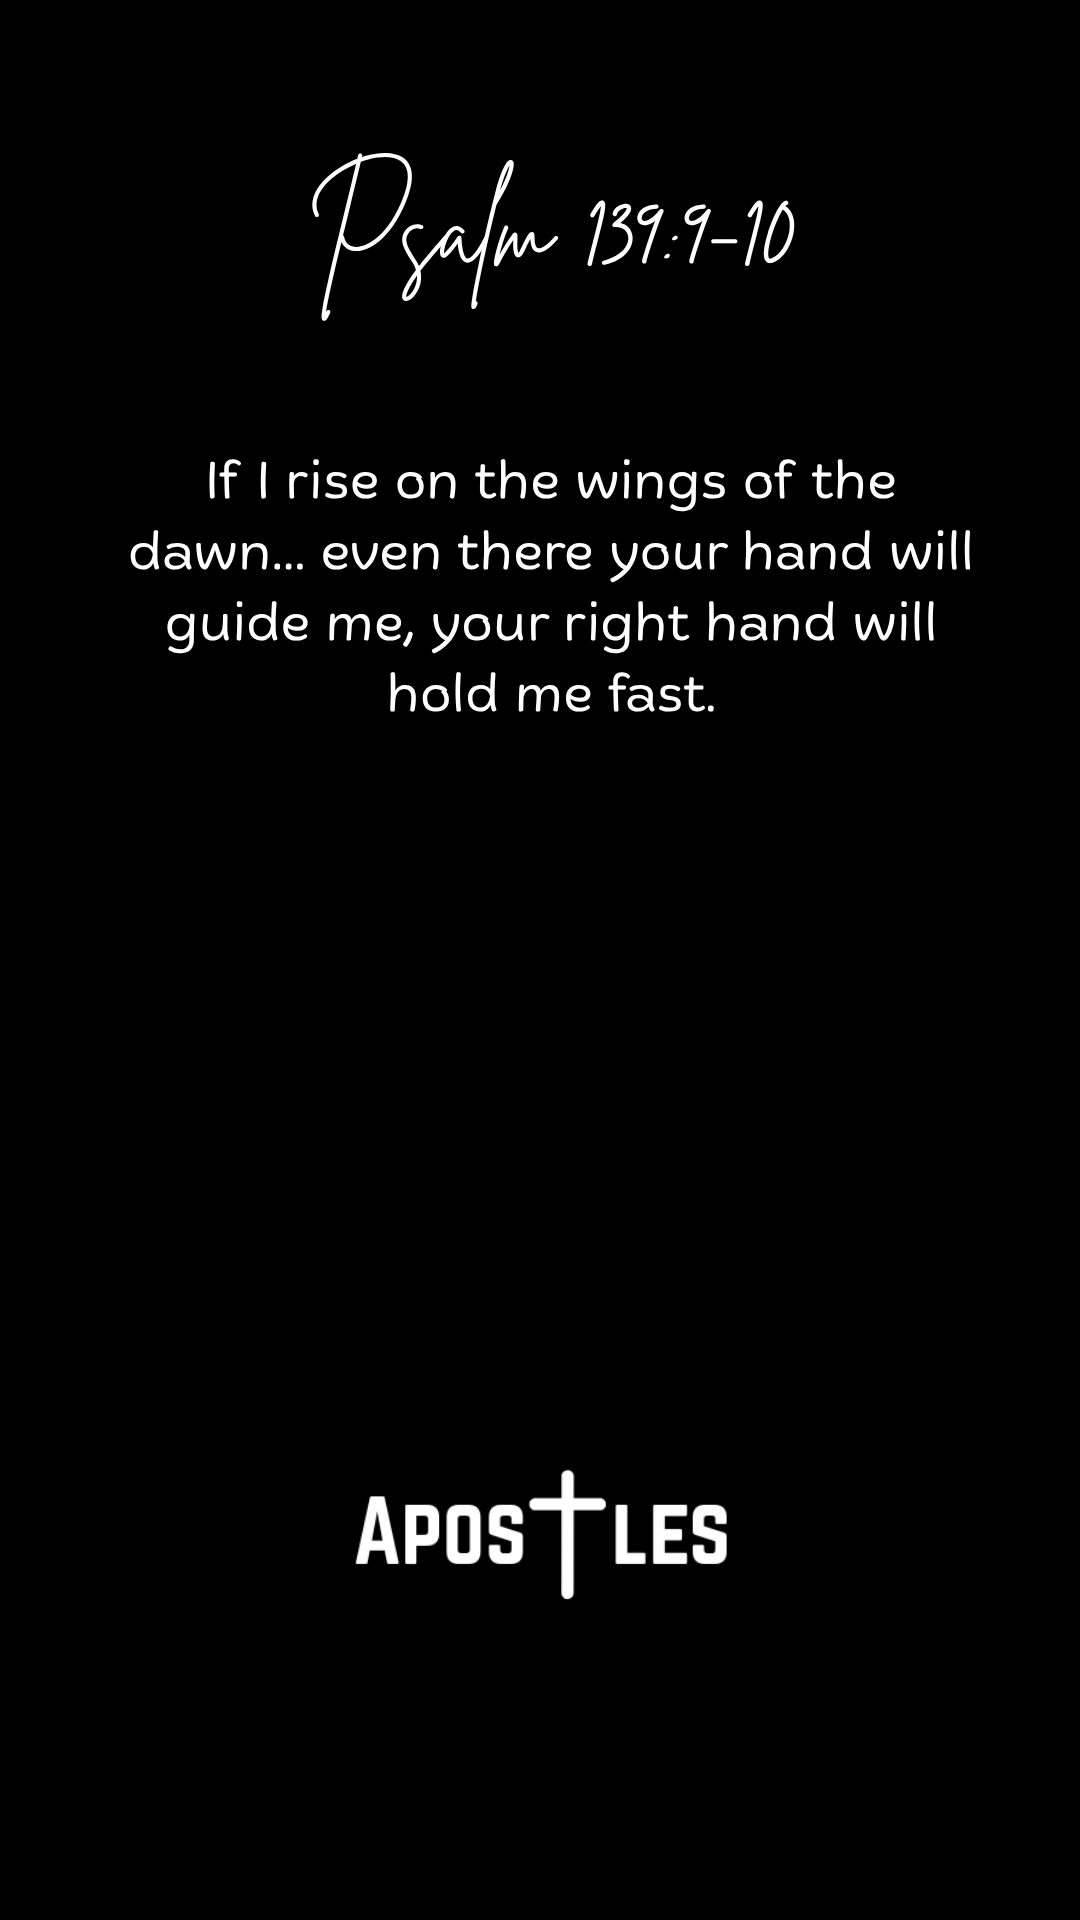 Psalm 139:9-10
If I rise on the wings of the
dawn... even there your hand will
guide me, your right hand will
hold me fast.
APOSTLES